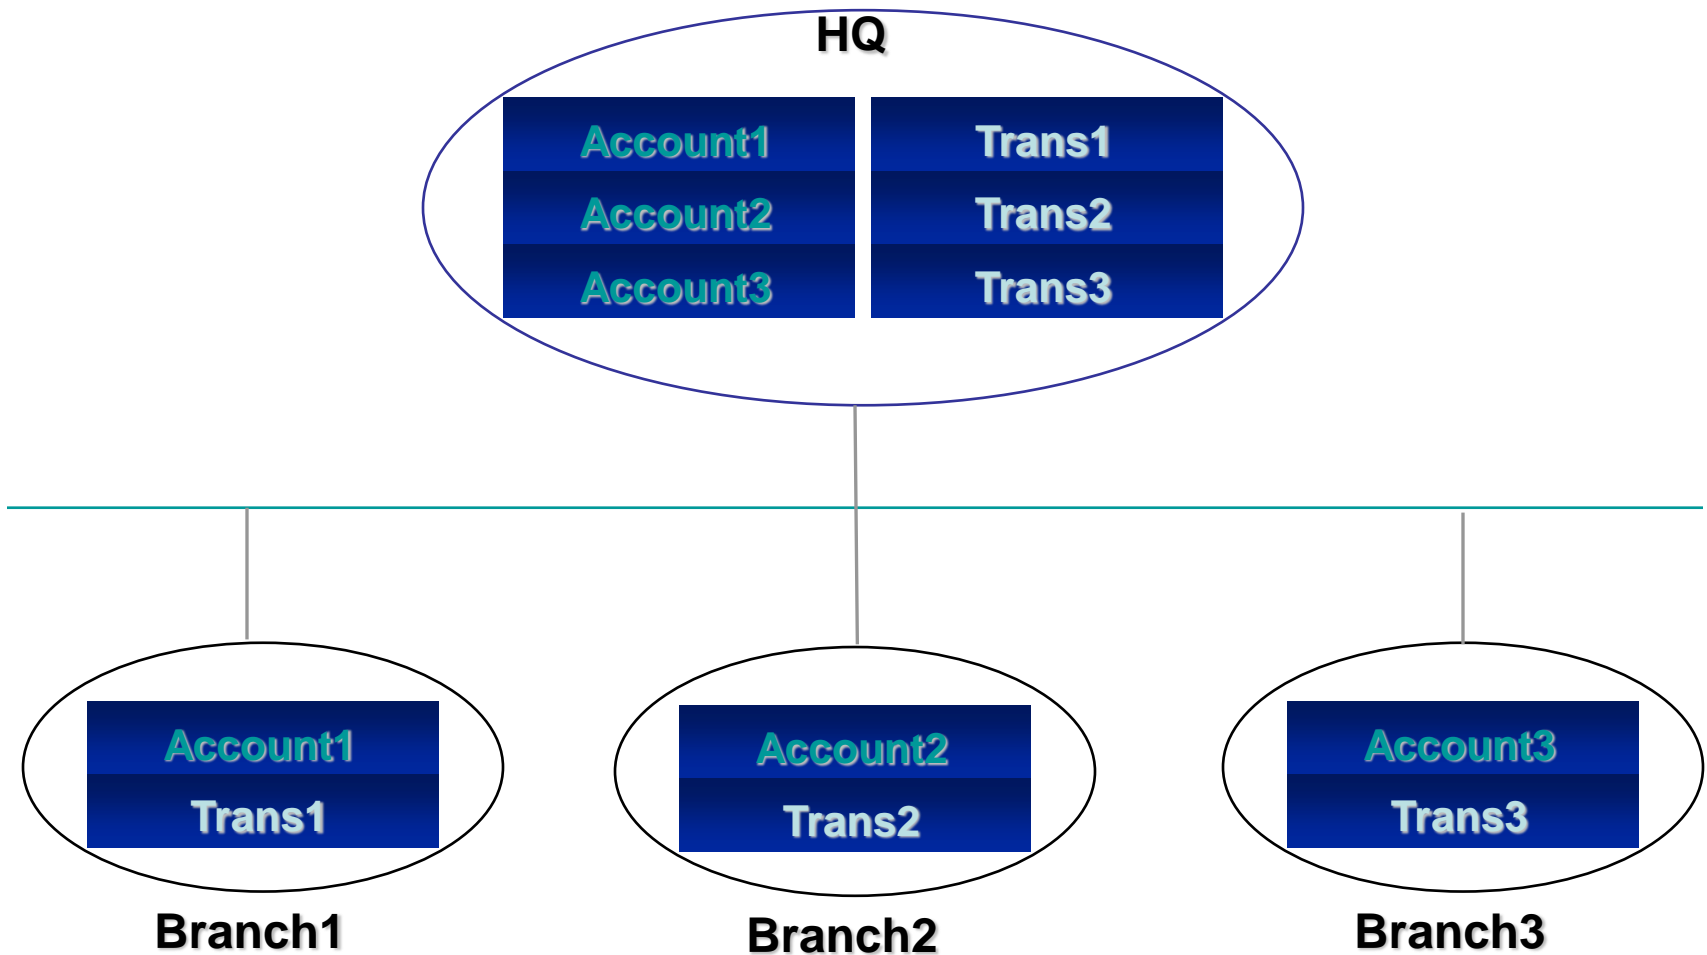 HQ
Account1
Trans1
Account2
Trans2
Account3
Trans3
Account1
Trans1
Branch1
Account2
Trans2
Branch2
Account3
Trans3
Branch3